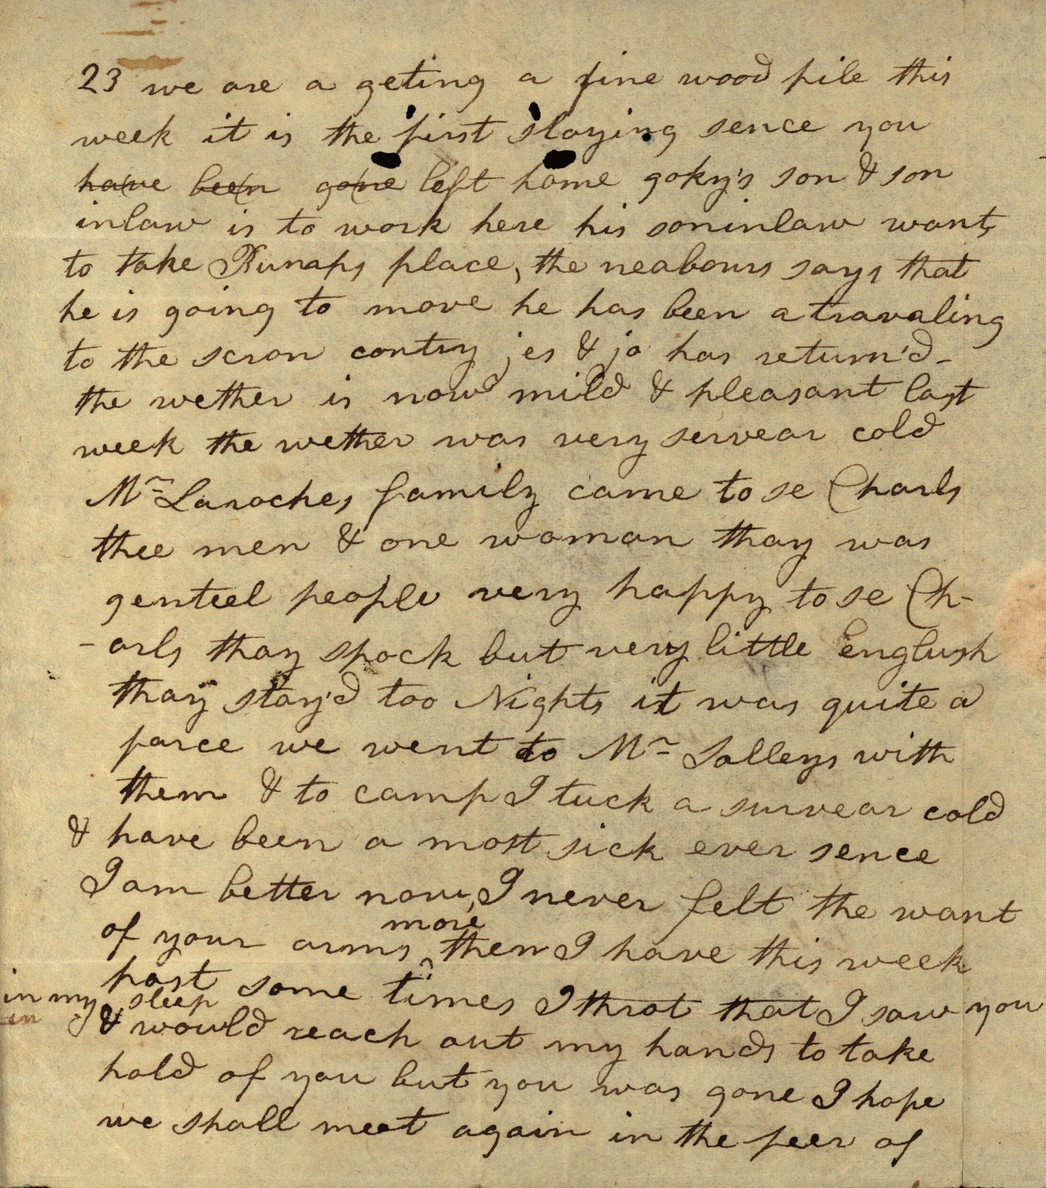 23 we are a geting a fine wood pile this
week it is the first slaying sence you
have been gone left home goky's son & son
inlaw is to work here his soninlaw wants
to take Runaps place, the neabours says that
he is going to move he has been a travaling
to the scron contry jes & jo has return'd -
the wether is now mild & pleasant last
week the wether was very servear cold
Mr Laroches family came to se Charls
thee men & one woman thay was
genteel people very happy to se Ch-
- arls thay spock but very little English
thay stay'd too Nights it was quite a
farce we went to Mr Salleys with
them & to camp I tuck a survear cold
& have been a most sick ever sence
I am better now, I never felt the want
of your arms more then I have this week
past some times I throt that I saw you
in my sleep
& would reach out my hands to take
hold of you but you was gone I hope
we shall meet again in the peer of